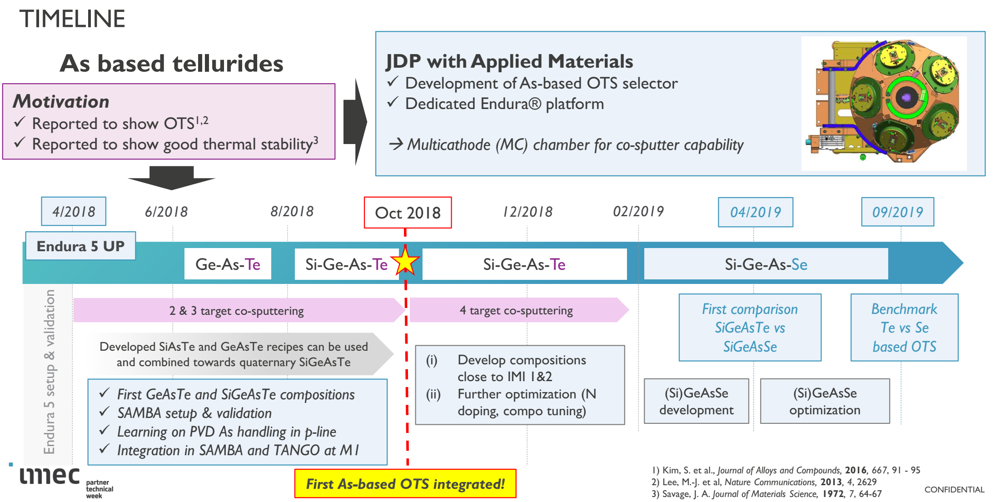 TIMELINE
As based tellurides
Motivation
✓ Reported to show OTS1,2
✓ Reported to show good thermal stability3
JDP with Applied Materials
✓ Development of As-based OTS selector
✓ Dedicated Endura® platform
→ Multicathode (MC) chamber for co-sputter capability
4/2018
6/2018
8/2018
Oct 2018
12/2018
02/2019
04/2019
09/2019
Endura 5 UP
Ge-As-Te
Si-Ge-As-Te
Si-Ge-As-Te
Si-Ge-As-Se
Endura 5 setup & validation
2 & 3 target co-sputtering
4 target co-sputtering
Developed SiAsTe and GeAsTe recipes can be used
and combined towards quaternary SiGeAsTe
✓ First GeAsTe and SiGeAsTe compositions
✓ SAMBA setup & validation
✓ Learning on PVD As handling in p-line
✓ Integration in SAMBA and TANGO at M1
(i) Develop compositions
close to IMI 1&2
(ii) Further optimization (N
doping, compo tuning)
First comparison
SiGeAsTe vs
SiGeAsSe
Benchmark
Te vs Se
based OTS
(Si)GeAsSe
development
(Si)GeAsSe
optimization
First As-based OTS integrated!
imec
partner
technical
week
1) Kim, S. et al., Journal of Alloys and Compounds, 2016, 667, 91 - 95
2) Lee, M.-J. et al, Nature Communications, 2013, 4, 2629
3) Savage, J. A. Journal of Materials Science, 1972, 7, 64-67
CONFIDENTIAL